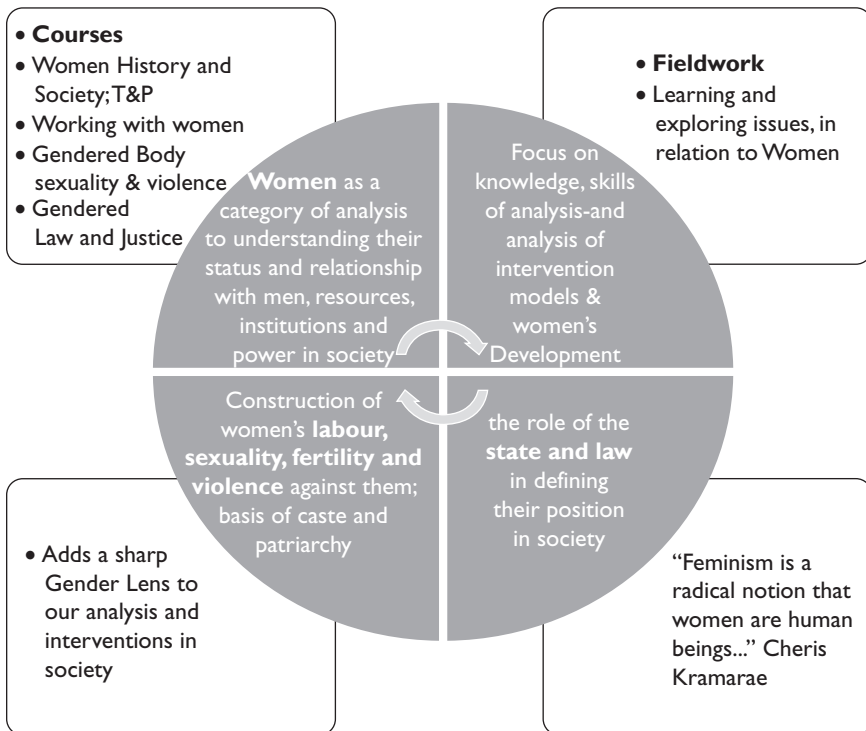 • Courses
• Women History and
Society; T&P
• Working with women
• Gendered Body
sexuality & violence
• Gendered
Law and Justice
• Fieldwork
• Learning and
exploring issues, in
relation to Women
Women as a
category of analysis
to understanding their
status and relationship
with men, resources,
institutions and
power in society
Focus on
knowledge, skills
of analysis-and
analysis of
intervention
models &
women’s
Development
Construction of
women’s labour,
sexuality, fertility and
violence against them;
basis of caste and
patriarchy
the role of the
state and law
in defining
their position
in society
• Adds a sharp
Gender Lens to
our analysis and
interventions in
society
“Feminism is a
radical notion that
women are human
beings...” Cheris
Kramarae